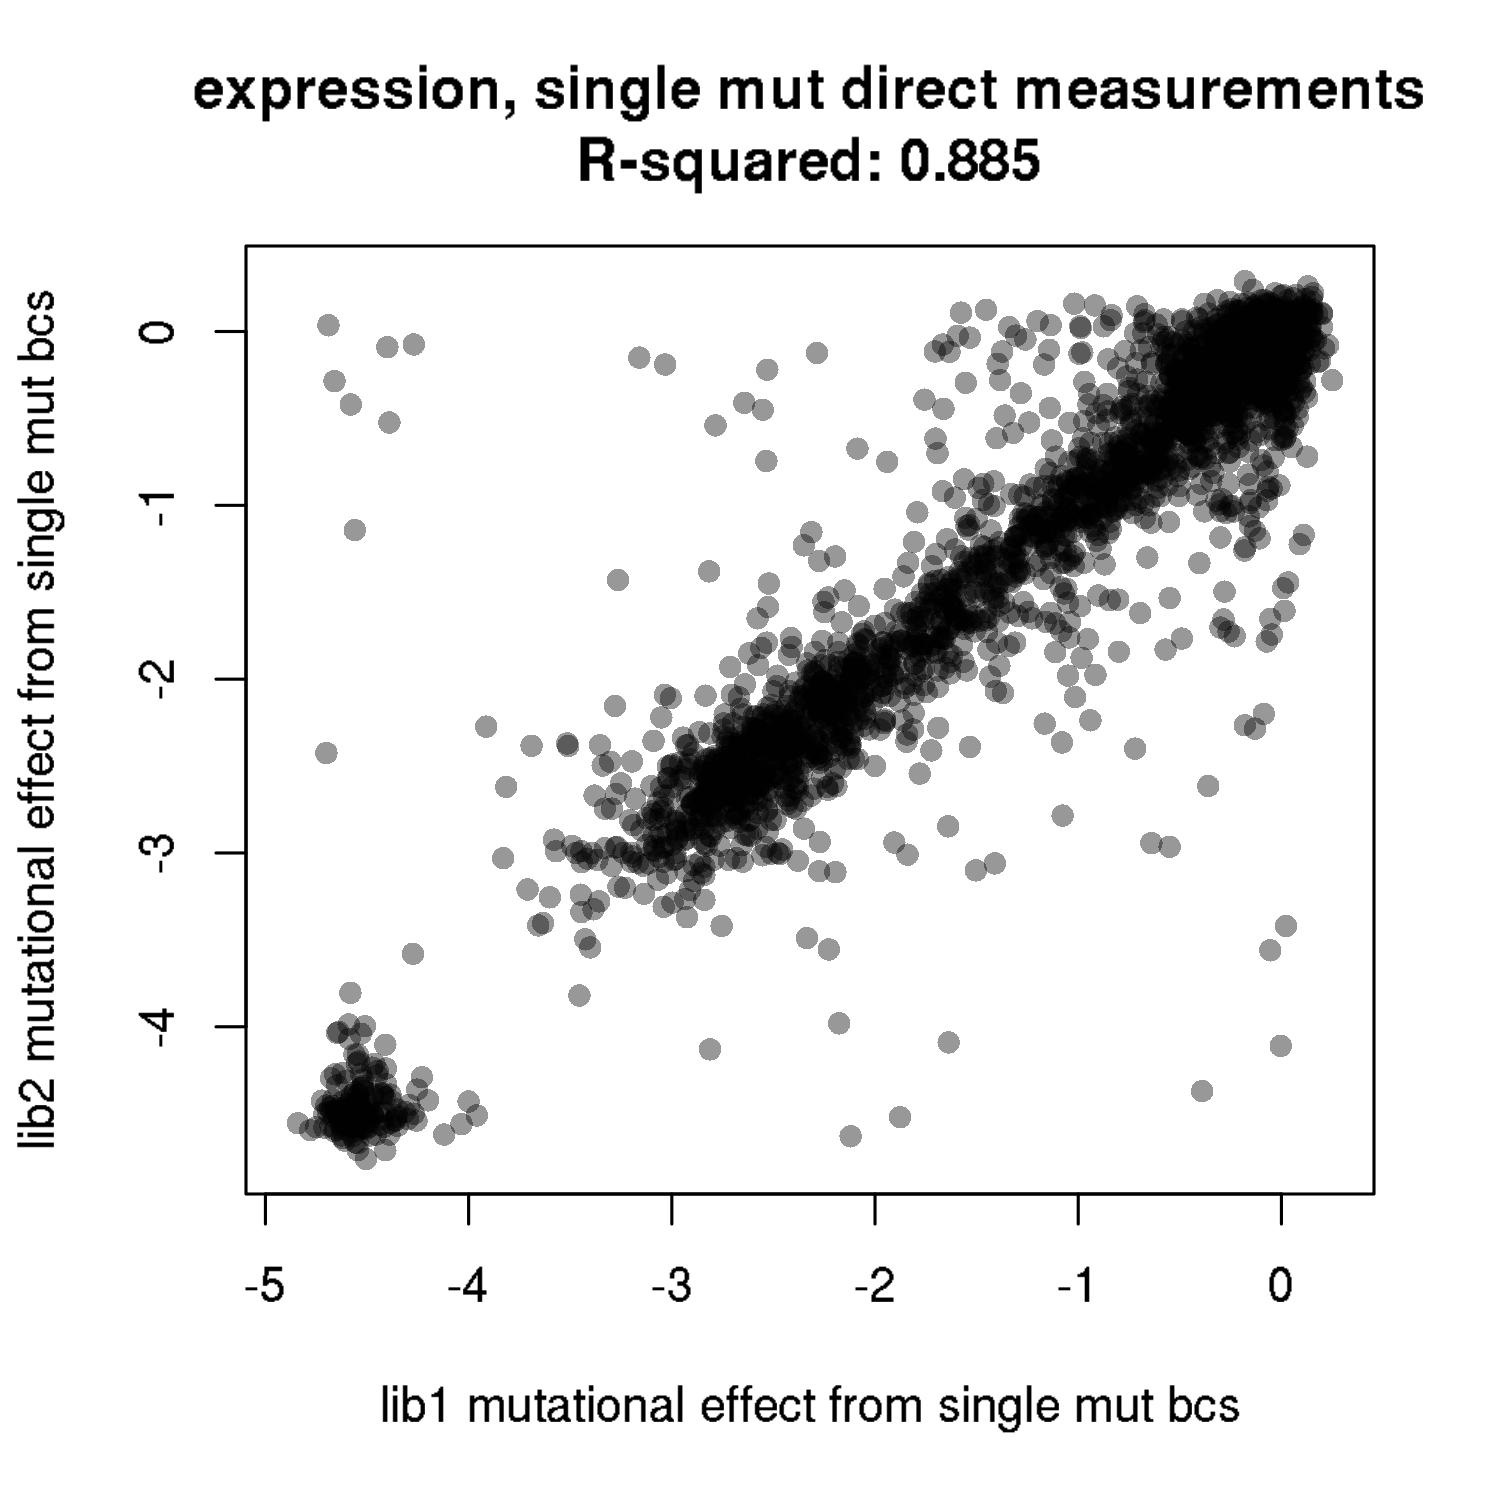 expression, single mut direct measurements
R-squared: 0.885
lib2 mutational effect from single mut bcs
0
-1
-2
-3
-4
-5 -4 -3 -2 -1 0
lib1 mutational effect from single mut bcs